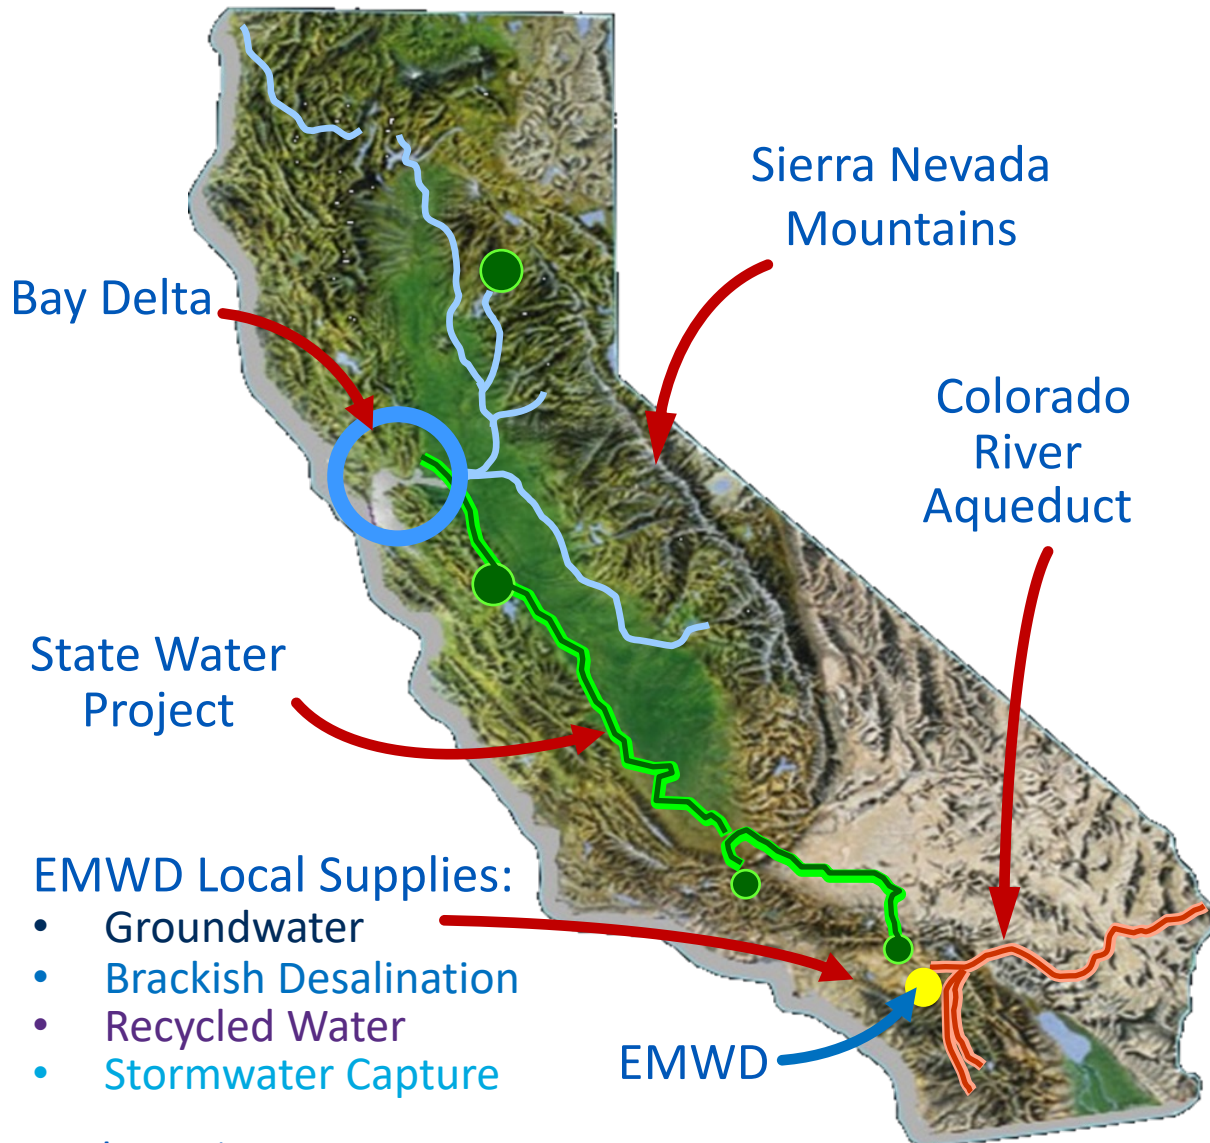 Sierra Nevada
Mountains
Bay Delta
Colorado
River
Aqueduct
State Water
Project
EMWD Local Supplies:
• Groundwater
• Brackish Desalination
• Recycled Water
• Stormwater Capture
EMWD